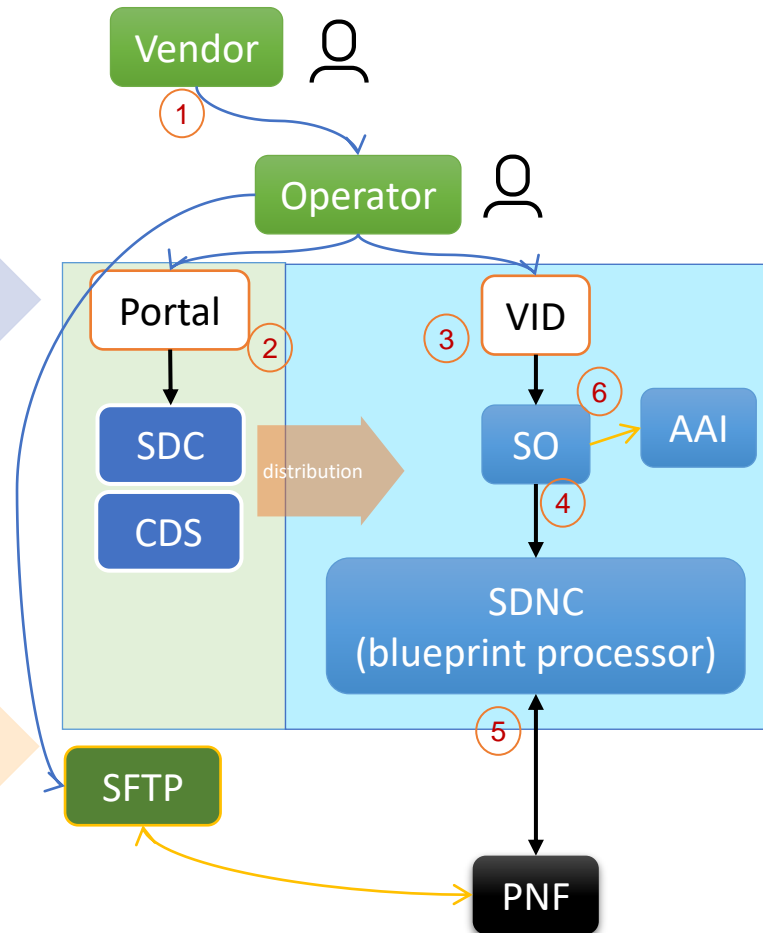 Vendor
1
Operator
Portal
2
VID
3
6
SDC
distribution
SO
AAI
4
CDS
SDNC
(blueprint processor)
5
SFTP
PNF